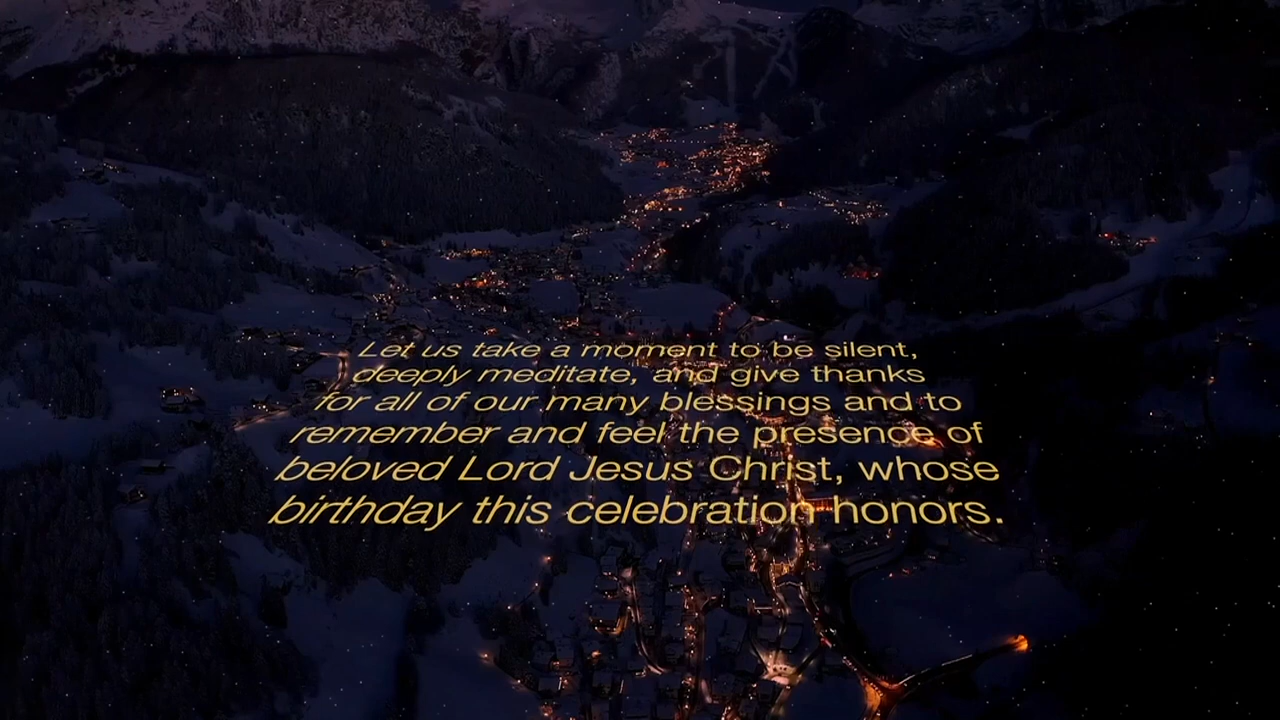 Let us take a moment to be silent,
deeply meditate, and give thanks
for all of our many blessings and to
remember and feel the presence of
beloved Lord Jesus Christ, whose
birthday this celebration honors.